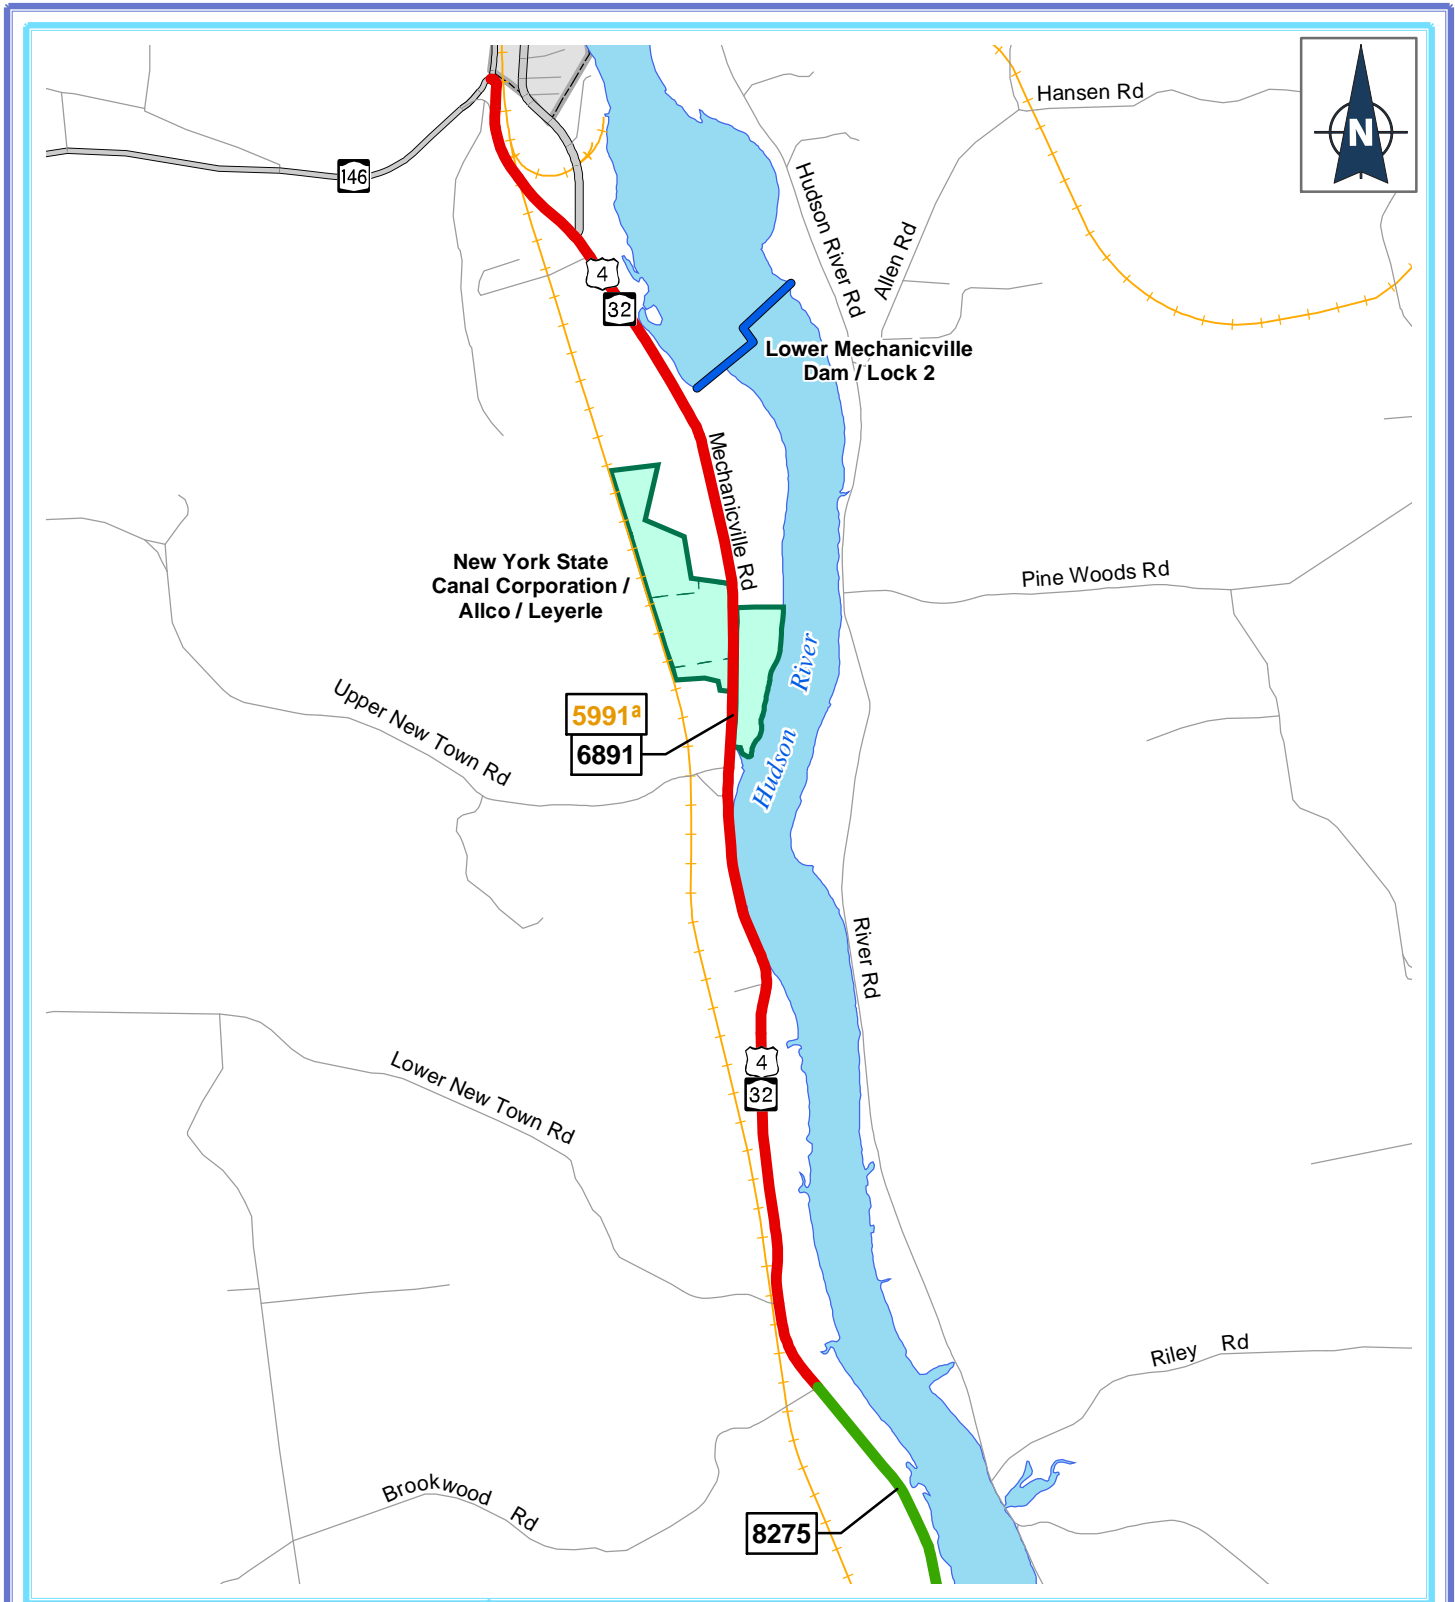 N
Hansen Rd
146
Hudson River Rd
Allen Rd
4
32
Lower Mechanicville
Dam / Lock 2
Mechanicville Rd
New York State
Canal Corporation /
Allco / Leyerle
Pine Woods Rd
Hudson River
Upper New Town Rd
5991ª
6891
River Rd
4
32
Lower New Town Rd
Riley Rd
Brookwood Rd
8275